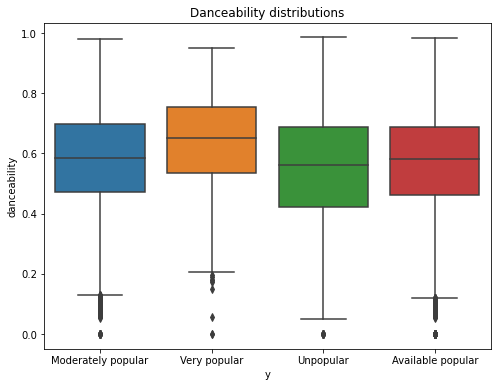 Danceability distributions
danceability
1.0
0.8
0.6
0.4
0.2
0.0
Moderately popular Very popular Unpopular Available popular
y